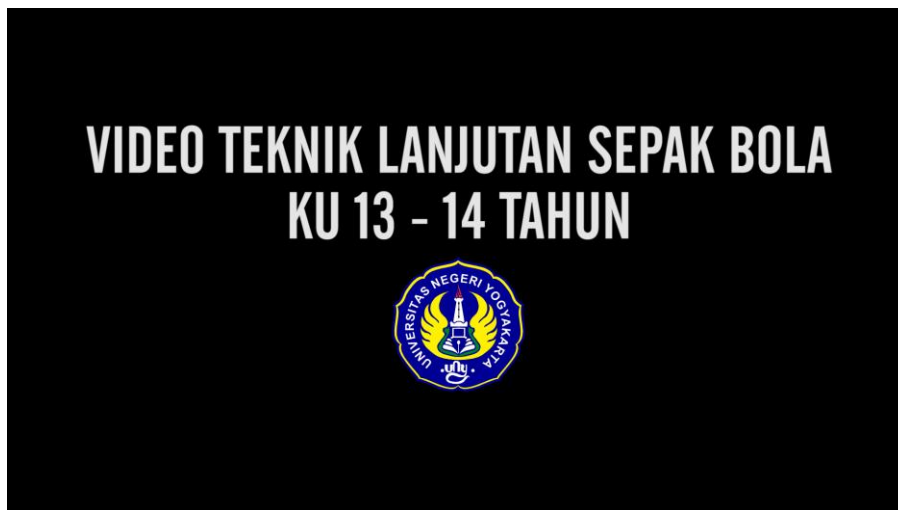 VIDEO TEKNIK LANJUTAN SEPAK BOLA
KU 13 - 14 TAHUN
UNIVERSITAS NEGERI YOGYAKARTA
uny